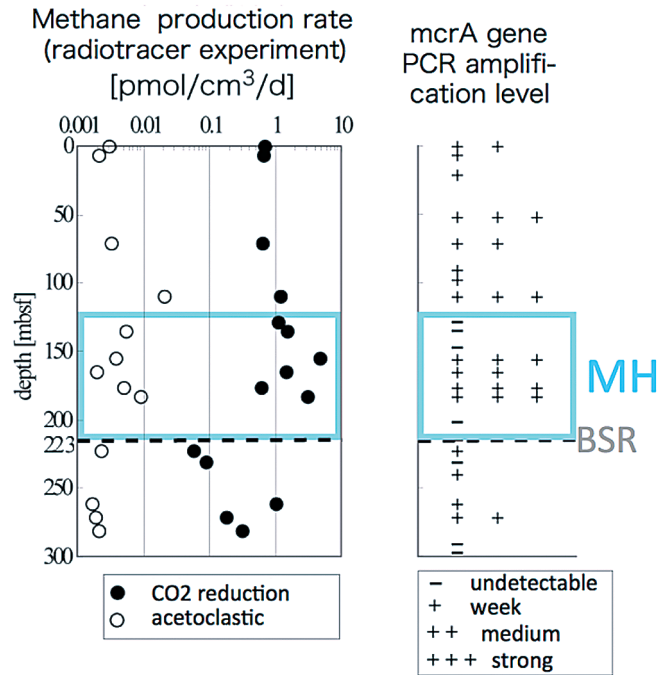 Methane production rate
(radiotracer experiment)
[pmol/cm³/d]
0.001 0.01 0.1 1 10
depth [mbsf]
0
50
100
150
200
223
250
300
CO2 reduction
acetoclastic
mcrA gene
PCR amplifi-
cation level
+ +
+
+
+ + +
+ +
+
+
+ + +
−
−
−
+ + +
+ +
+ + +
+ + +
−
+
−
+
+
+ +
−
−
MH
BSR
− undetectable
+ week
+ + medium
+ + + strong